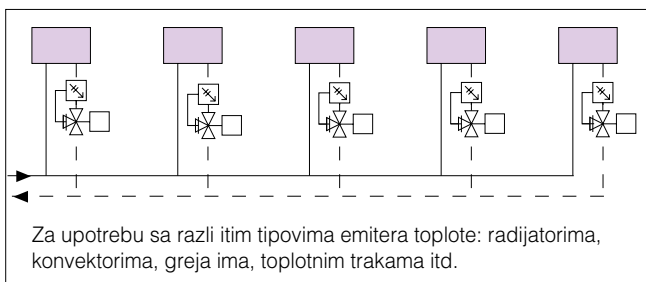 Za upotrebu sa razli itim tipovima emitera toplote: radijatorima,
konvektorima, greja ima, toplotnim trakama itd.